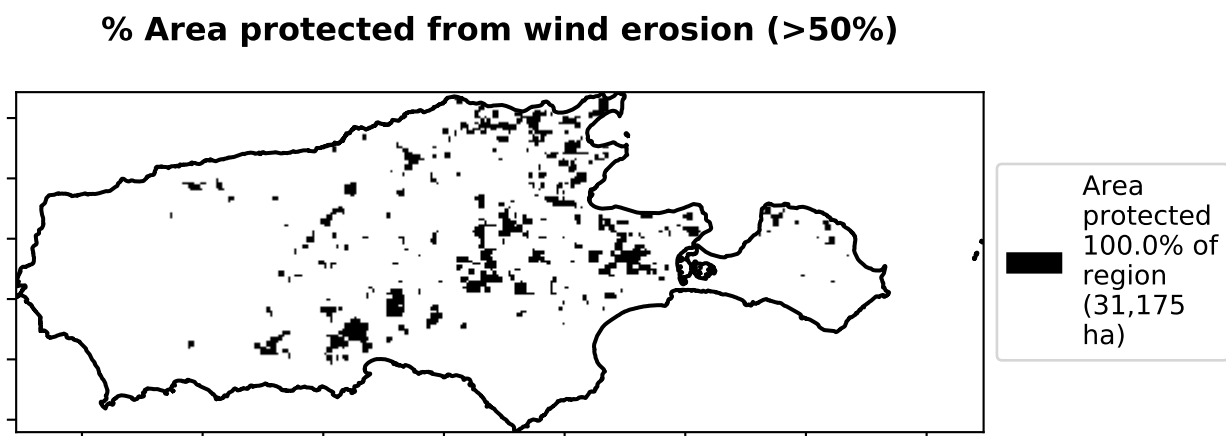 % Area protected from wind erosion (>50%)
Area
protected
100.0% of
region
(31,175
ha)